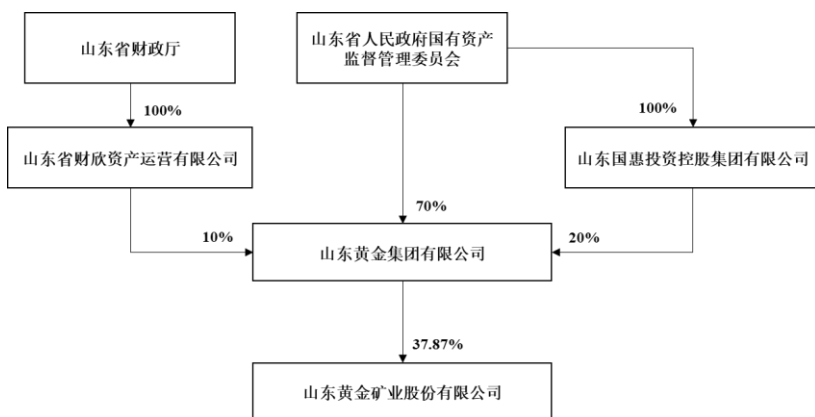 山东省财政厅
山东省人民政府国有资产
监督管理委员会
100%
100%
山东省财欣资产运营有限公司
山东国惠投资控股集团有限公司
70%
10%
20%
山东黄金集团有限公司
37.87%
山东黄金矿业股份有限公司